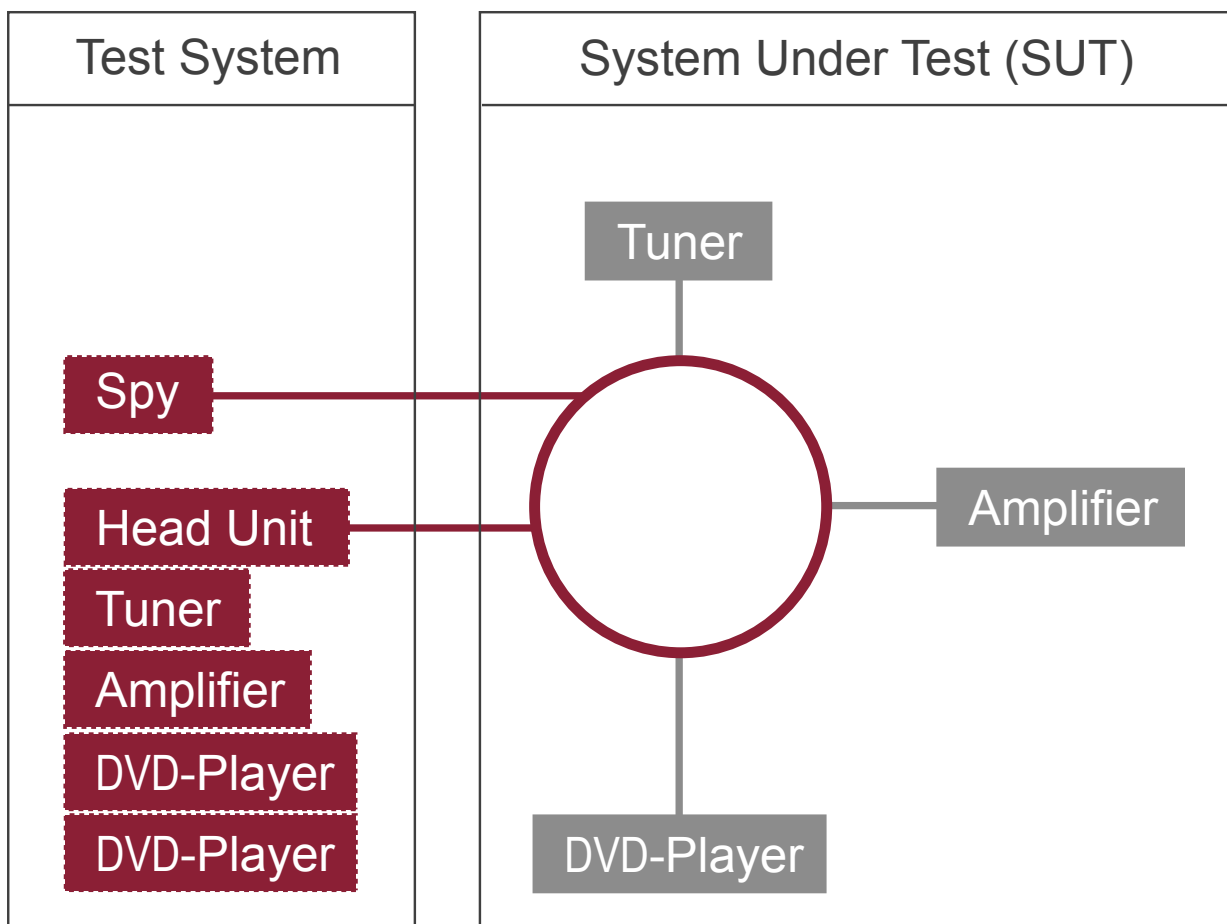 Test System
Spy
Head Unit
Tuner
Amplifier
DVD-Player
DVD-Player
System Under Test (SUT)
Tuner
Amplifier
DVD-Player